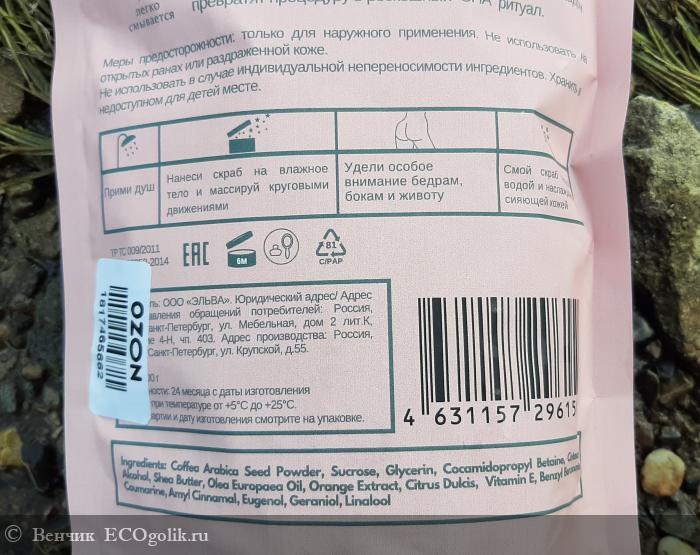 легко
смывается
превратят процедуру в роскошный СПА ритуал.
Меры предосторожности: только для наружного применения. Не использовать на
открытых ранах или раздраженной коже.
Не использовать в случае индивидуальной непереносимости ингредиентов. Хранить в
недоступном для детей месте.
Прими душ
Нанеси скраб на влажное
тело и массируй круговыми
движениями
Удели особое
внимание бедрам,
бокам и животу
Смой скраб
водой и
сияющей кожей
ТР ТС 009/2011
-2014
EAC
6M
81
C/PAP
ООО «ЭЛЬВА». Юридический адрес/ Адрес
обращений потребителей: Россия,
ул. Мебельная, дом 2 лит.К,
4-Н, чп. 403. Адрес производства: Россия,
Санкт-Петербург, ул. Крупской, д.55.
24 месяца с даты изготовления
при температуре от +5°C до +25°C.
и дату изготовления смотрите на упаковке.
OZON
4 631157 29615
Ingredients: Coffea Arabica Seed Powder, Sucrose, Glycerin, Cocamidopropyl Betaine,
Alcohol, Shea Butter, Olea Europaea Oil, Orange Extract, Citrus Dulcis, Vitamin E, Benzyl
Coumarine, Amyl Cinnamal, Eugenol, Geraniol, Linalool
© Венчик ECOgolik.ru